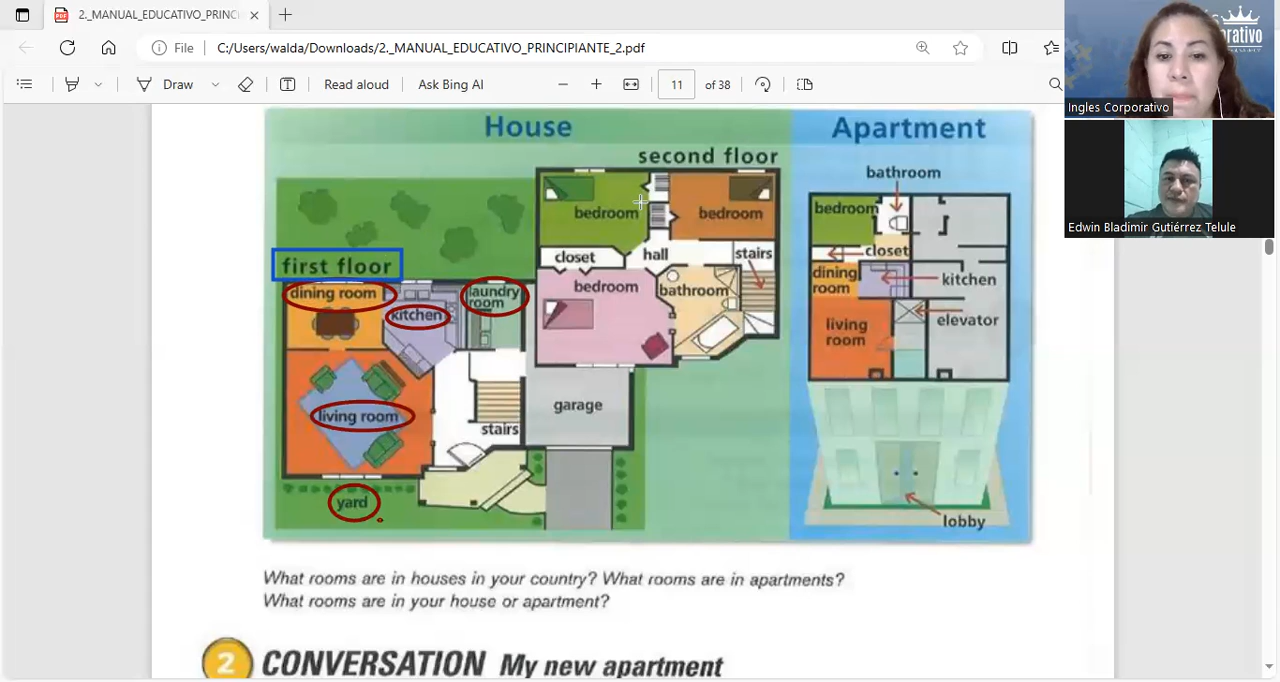 2._MANUAL_EDUCATIVO_PRINCI
File
C:/Users/walda/Downloads/2._MANUAL_EDUCATIVO_PRINCIPIANTE_2.pdf
Draw
Read aloud
Ask Bing AI
11
of 38
Ingles Corporativo
Edwin Bladimir Gutiérrez Telule
House
Apartment
second floor
bathroom
bedroom
bedroom
bedroom
closet
hall
stairs
closet
first floor
dining room
laundry
room
kitchen
bedroom
bathroom
dining
room
kitchen
living
room
elevator
living room
garage
stairs
yard
lobby
What rooms are in houses in your country? What rooms are in apartments?
What rooms are in your house or apartment?
2 CONVERSATION My new apartment